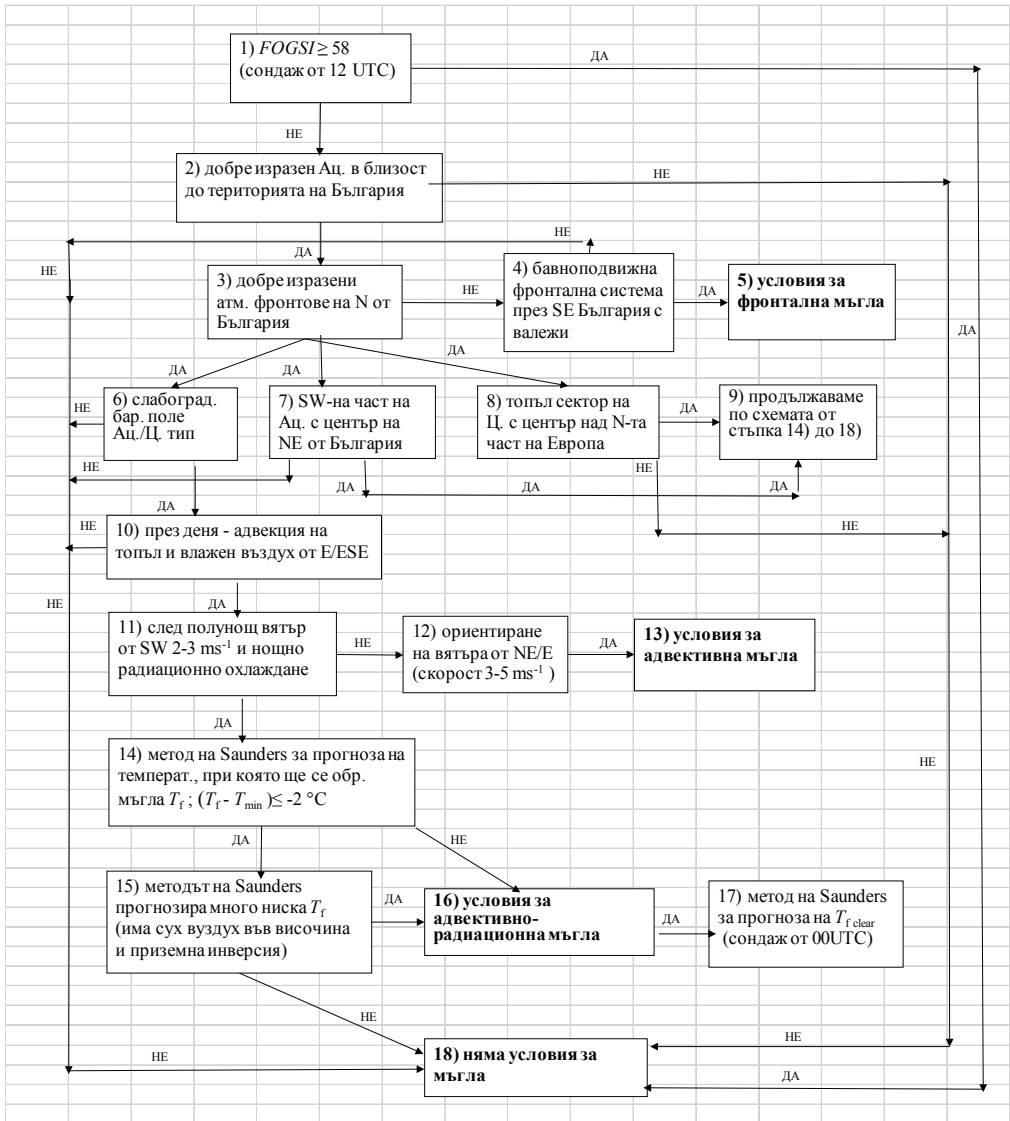 1) FOGSI ≥ 58
(сондаж от 12 UTC)
ДА
НЕ
2) добре изразен Ац. в близост
до територията на България
НЕ
НЕ
ДА
НЕ
3) добре изразени
атм. фронтове на N от
България
НЕ
4) бавноподвижна
фронтална система
през SE България с
валежи
ДА
5) условия за
фронтална мъгла
ДА
ДА
ДА
ДА
6) слабоград.
бар. поле
Ац./Ц. тип
НЕ
7) SW-на част на
Ац. с център на
NE от България
8) топъл сектор на
Ц. с център над N-та
част на Европа
ДА
9) продължаваме
по схемата от
стъпка 14) до 18)
НЕ
НЕ
ДА
ДА
ДА
ДА
НЕ
НЕ
10) през деня - адвекция на
топъл и влажен въздух от E/ESE
НЕ
ДА
11) след полунощ вятър
от SW 2-3 ms⁻¹ и нощно
радиационно охлаждане
НЕ
12) ориентиране
на вятъра от NE/E
(скорост 3-5 ms⁻¹ )
ДА
13) условия за
адвективна мъгла
ДА
14) метод на Saunders за прогноза на
температ., при която ще се обр.
мъгла Tf ; (Tf - Tmin )≤ -2 °C
НЕ
ДА
НЕ
15) методът на Saunders
прогнозира много ниска Tf
(има сух вуздух във височина
и приземна инверсия)
ДА
16) условия за
адвективно-
радиационна мъгла
ДА
17) метод на Saunders
за прогноза на Tf clear
(сондаж от 00UTC)
НЕ
НЕ
18) няма условия за
мъгла
НЕ
ДА